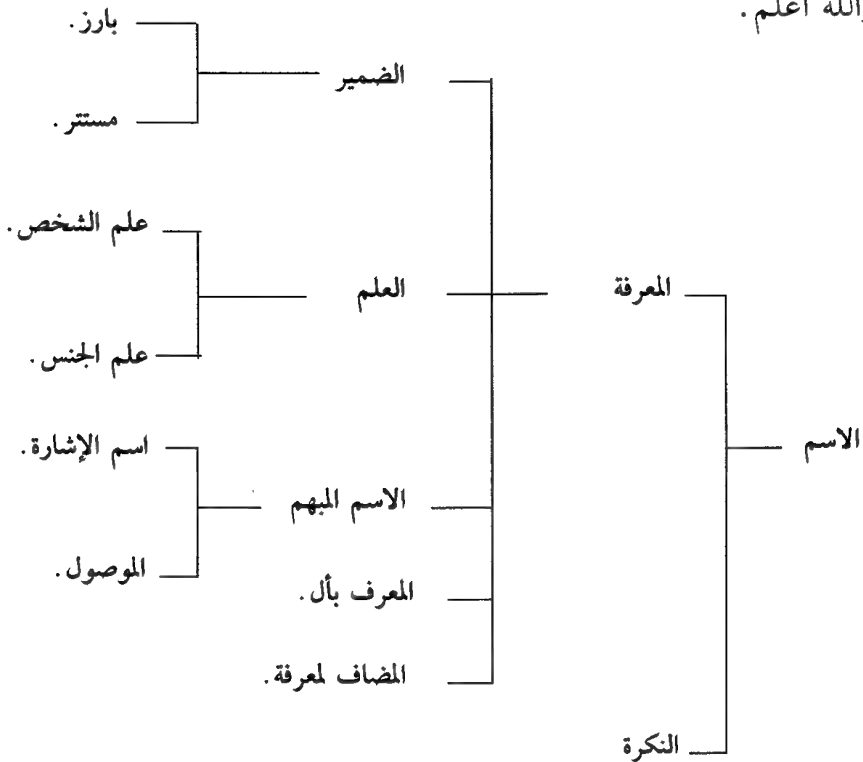 والله أعلم.
الاسم
المعرفة
الضمير
بارز.
مستتر.
العلم
علم الشخص.
علم الجنس.
الاسم المبهم
اسم الإشارة.
الموصول.
المعرف بأل.
المضاف لمعرفة.
النكرة